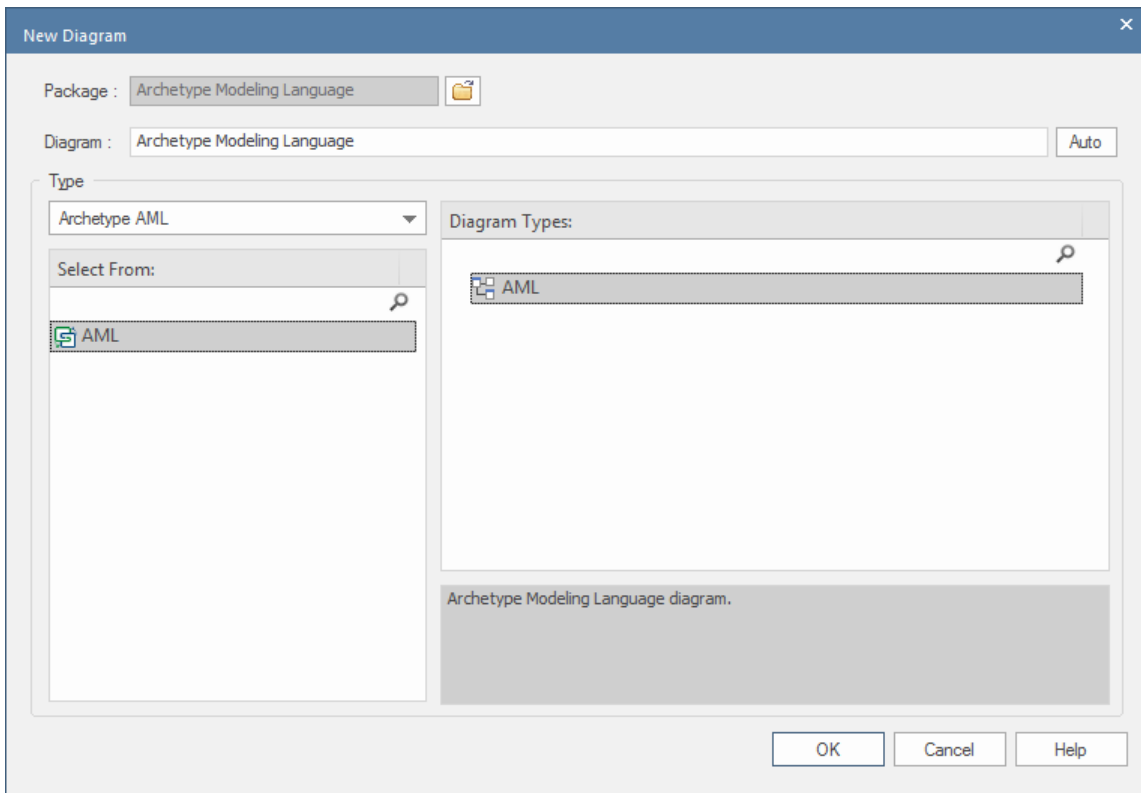 New Diagram
Package : Archetype Modeling Language
Diagram : Archetype Modeling Language Auto
Type
Archetype AML
Diagram Types:
Select From:
AML
AML
Archetype Modeling Language diagram.
OK Cancel Help